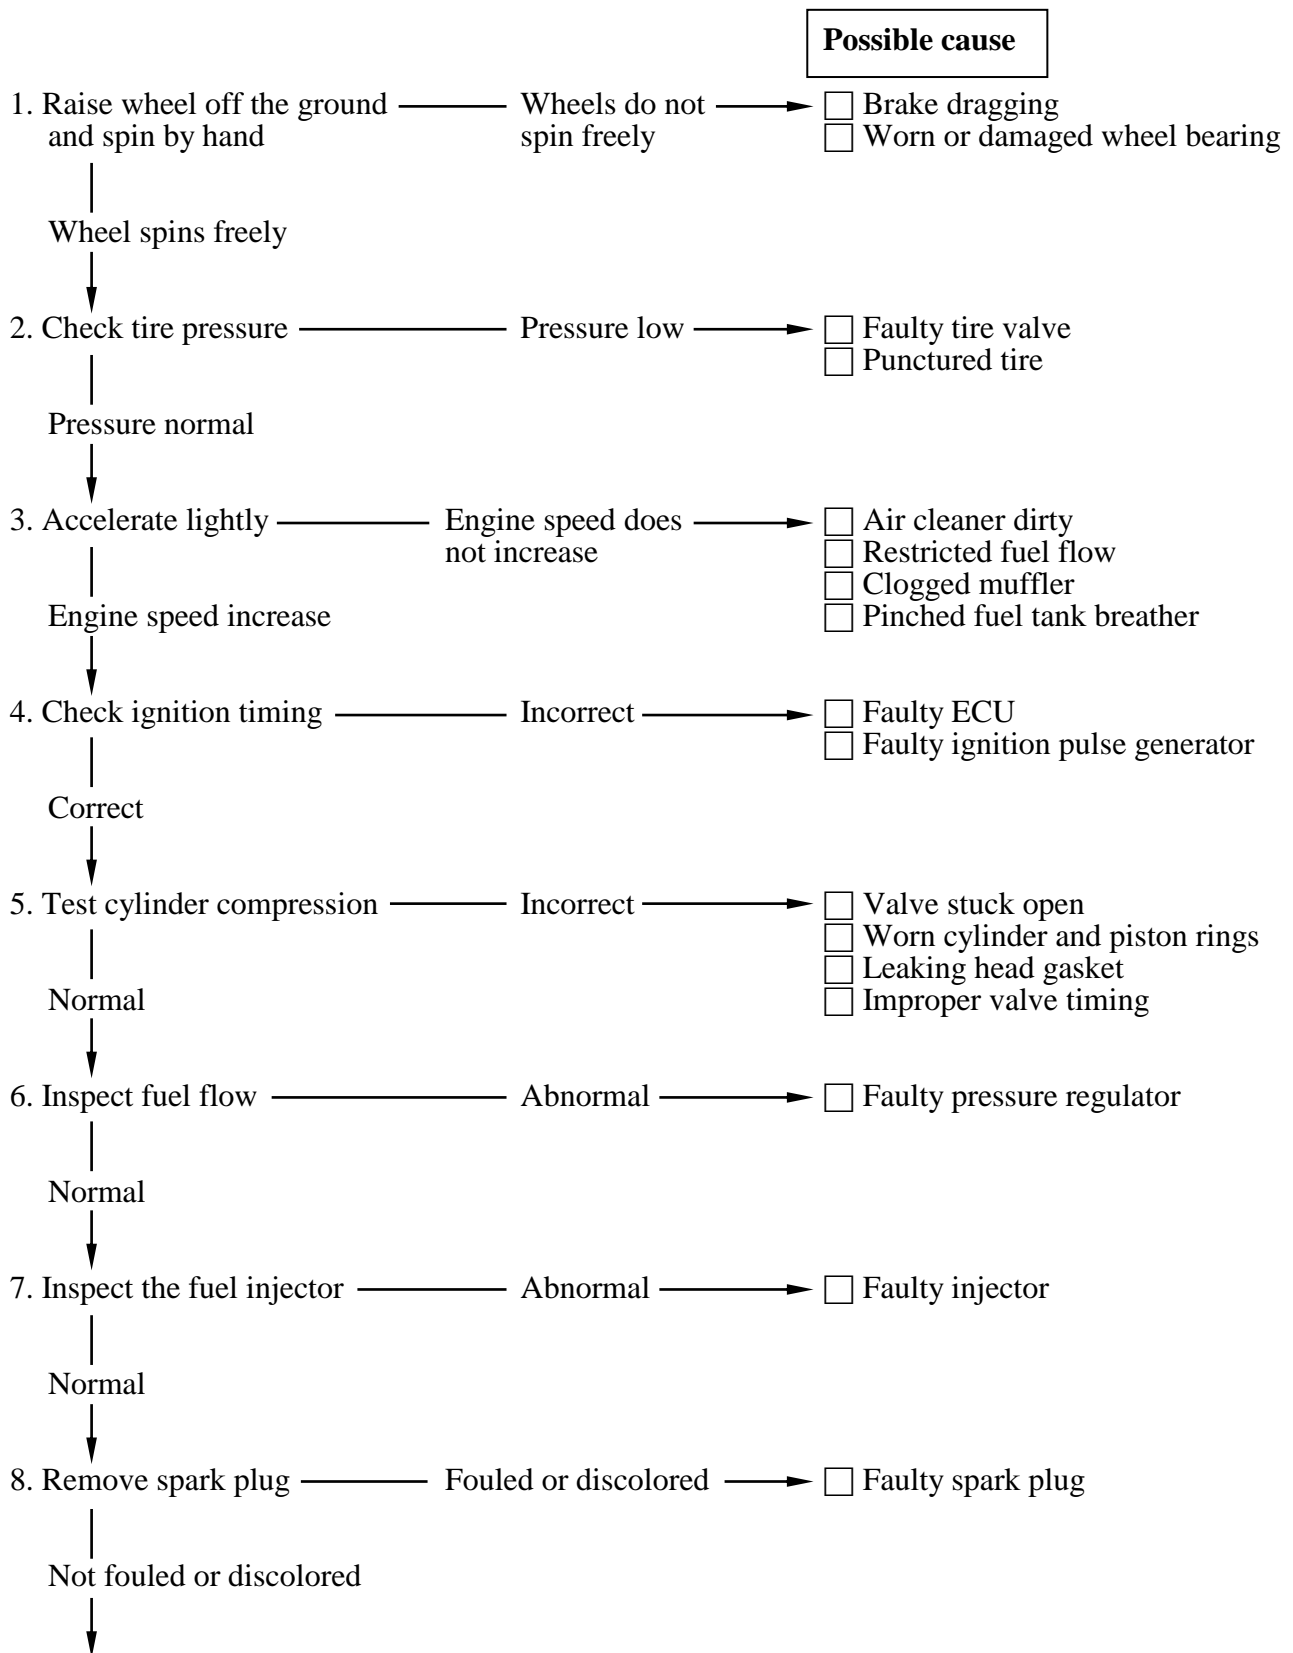 Possible cause
1. Raise wheel off the ground
and spin by hand
Wheels do not
spin freely
Brake dragging
Worn or damaged wheel bearing
Wheel spins freely
2. Check tire pressure
Pressure low
Faulty tire valve
Punctured tire
Pressure normal
3. Accelerate lightly
Engine speed does
not increase
Air cleaner dirty
Restricted fuel flow
Clogged muffler
Pinched fuel tank breather
Engine speed increase
4. Check ignition timing
Incorrect
Faulty ECU
Faulty ignition pulse generator
Correct
5. Test cylinder compression
Incorrect
Valve stuck open
Worn cylinder and piston rings
Leaking head gasket
Improper valve timing
Normal
6. Inspect fuel flow
Abnormal
Faulty pressure regulator
Normal
7. Inspect the fuel injector
Abnormal
Faulty injector
Normal
8. Remove spark plug
Fouled or discolored
Faulty spark plug
Not fouled or discolored